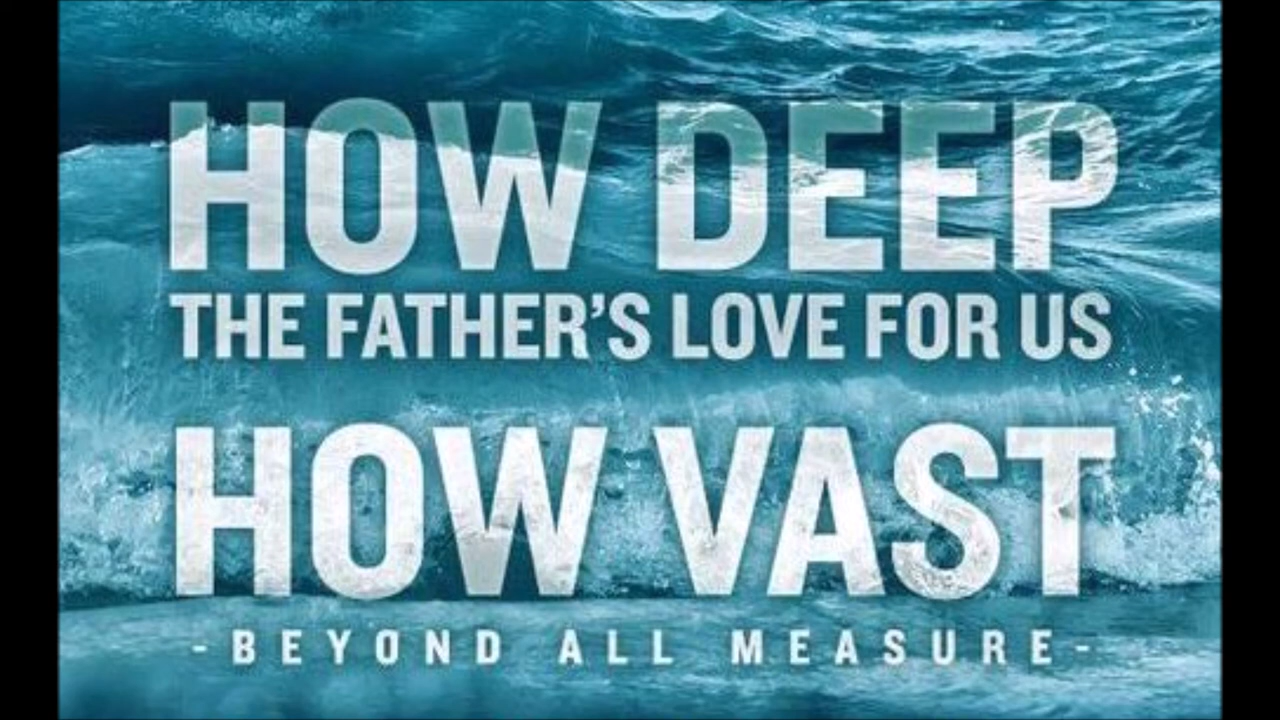 HOW DEEP
THE FATHER'S LOVE FOR US
HOW VAST
-BEYOND ALL MEASURE-